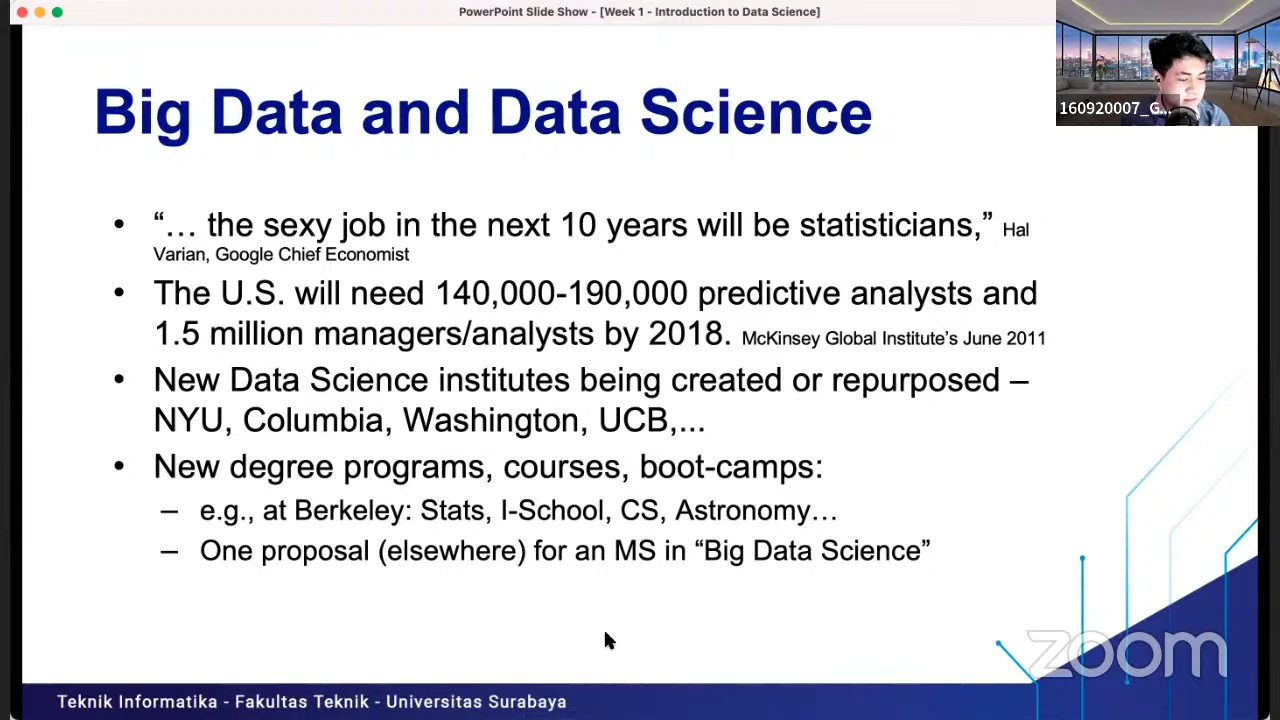 PowerPoint Slide Show - [Week 1 - Introduction to Data Science]
160920007_G...
Big Data and Data Science
• “… the sexy job in the next 10 years will be statisticians,” Hal
Varian, Google Chief Economist
• The U.S. will need 140,000-190,000 predictive analysts and
1.5 million managers/analysts by 2018. McKinsey Global Institute’s June 2011
• New Data Science institutes being created or repurposed –
NYU, Columbia, Washington, UCB,...
• New degree programs, courses, boot-camps:
– e.g., at Berkeley: Stats, I-School, CS, Astronomy…
– One proposal (elsewhere) for an MS in “Big Data Science”
zoom
Teknik Informatika - Fakultas Teknik - Universitas Surabaya